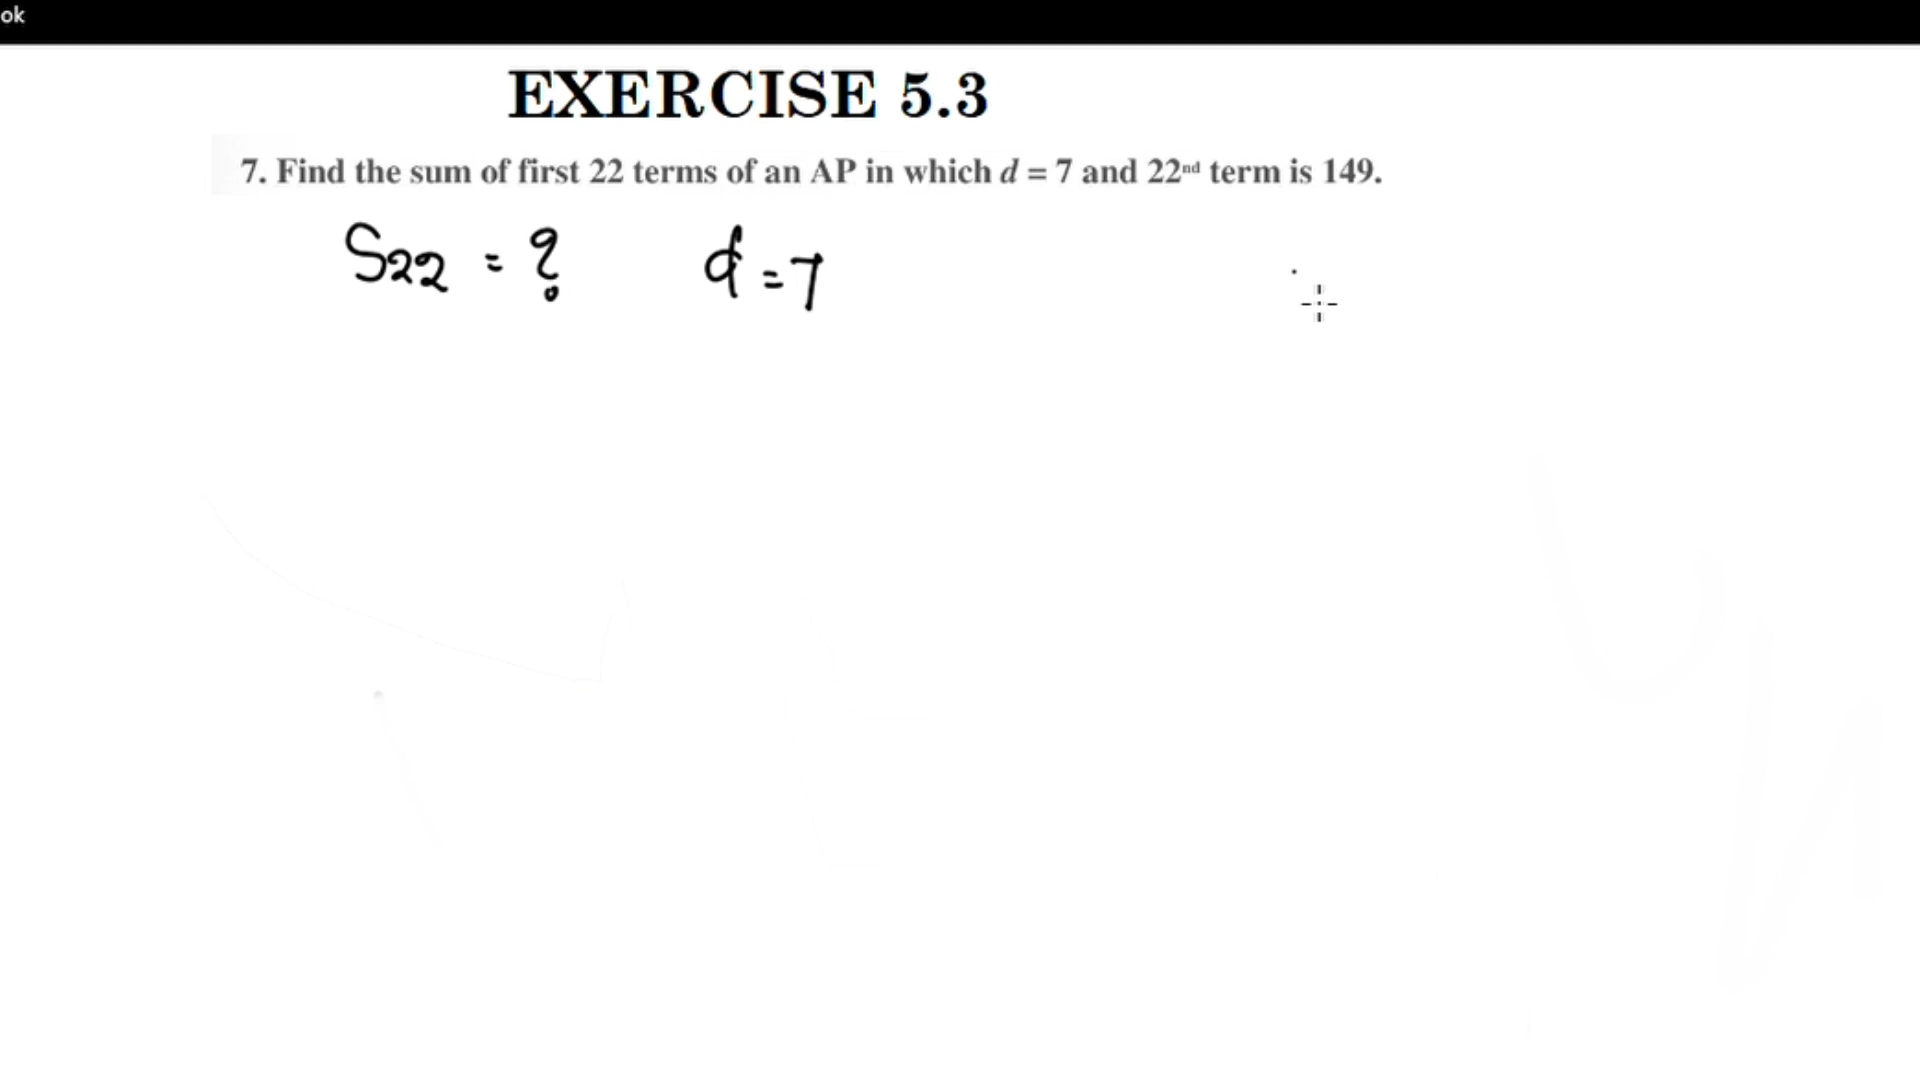 ok
EXERCISE 5.3
7. Find the sum of first 22 terms of an AP in which d = 7 and 22nd term is 149.
S22 = ? d = 7